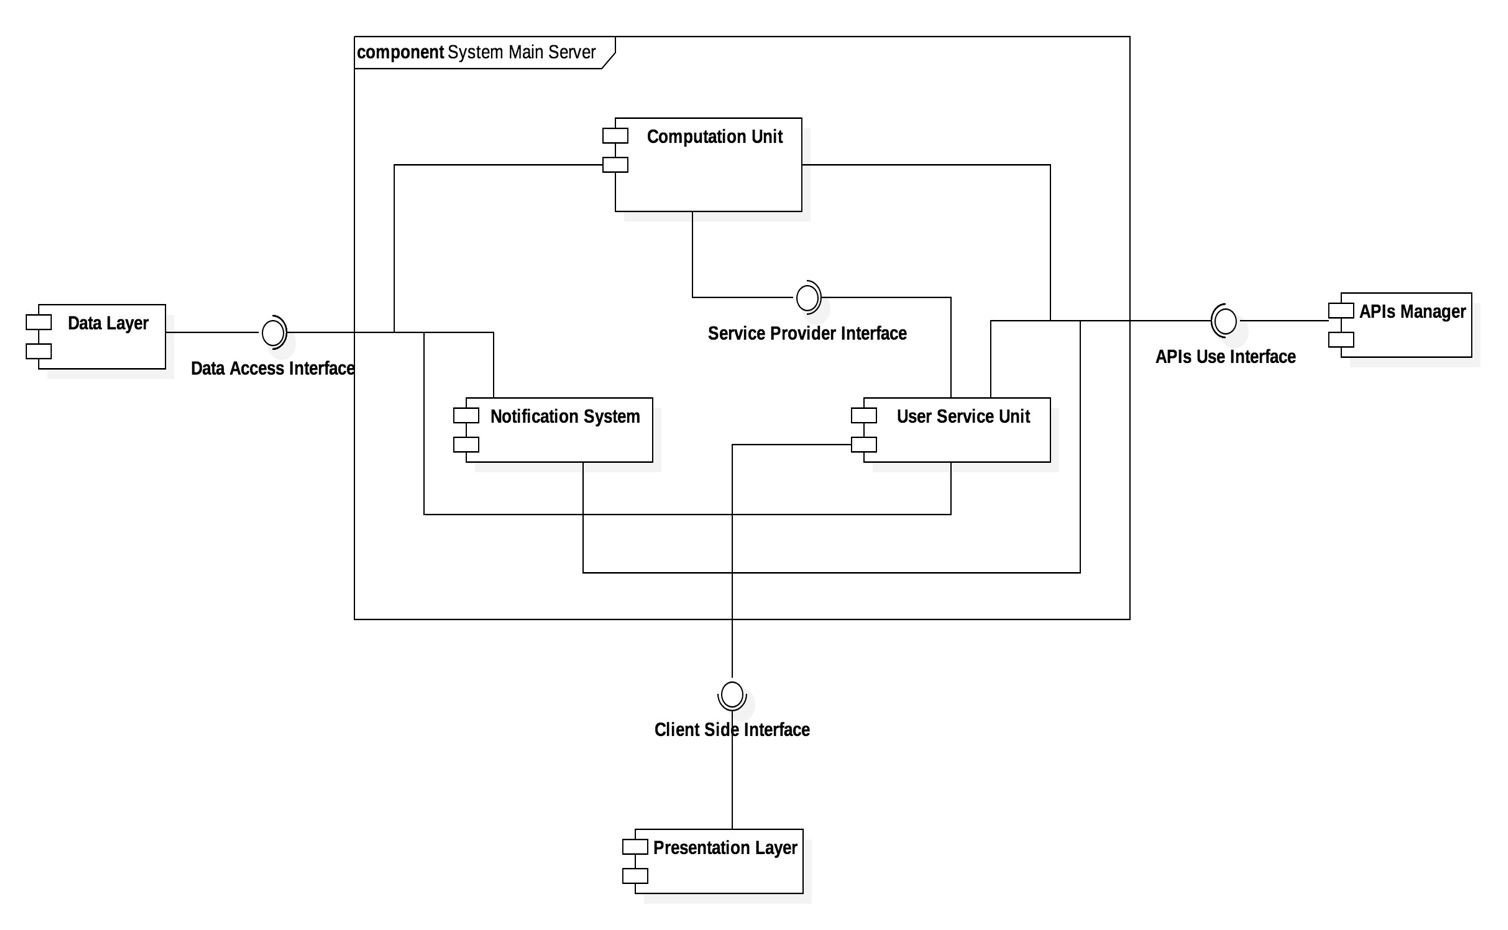 component System Main Server
Computation Unit
Data Layer
APIs Manager
Service Provider Interface
APIs Use Interface
Data Access Interface
Notification System
User Service Unit
Client Side Interface
Presentation Layer